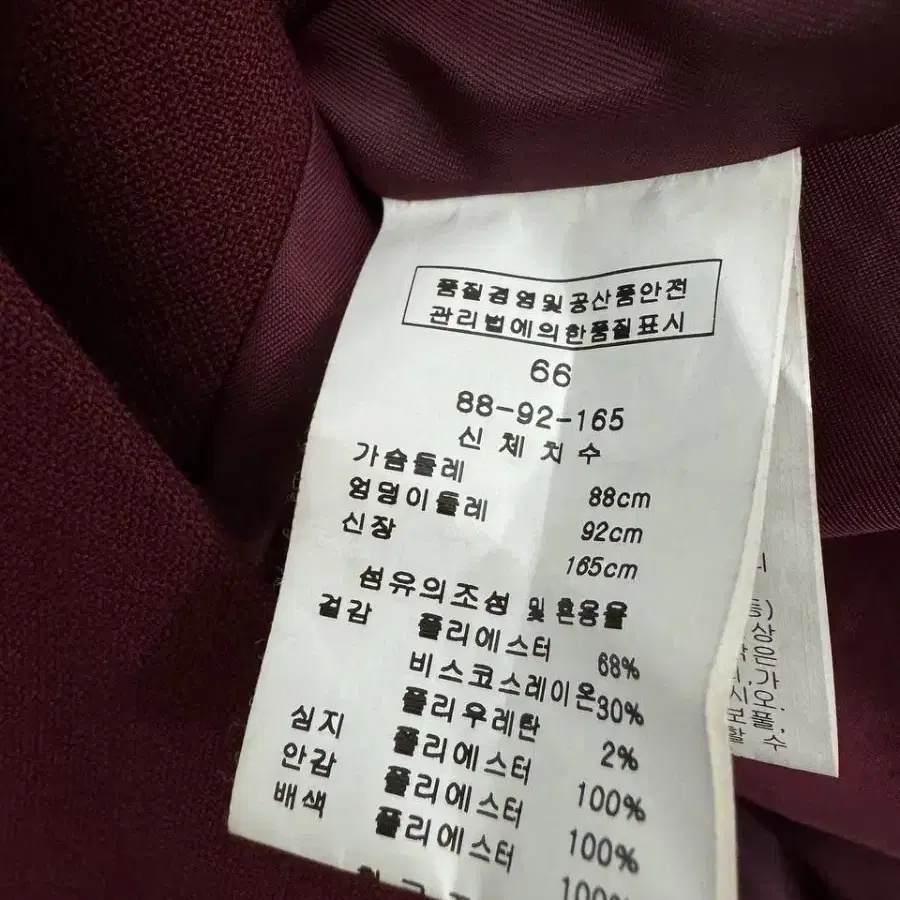 품질경영및공산품안전
관리법에의한품질표시
66
88-92-165
신체치수
가슴둘레 88cm
엉덩이둘레 92cm
신장 165cm
섬유의조성 및 혼용율
겉감 폴리에스터 68%
비스코스레이온 30%
폴리우레탄 2%
심지 폴리에스터 100%
안감 폴리에스터 100%
배색 폴리에스터 100%